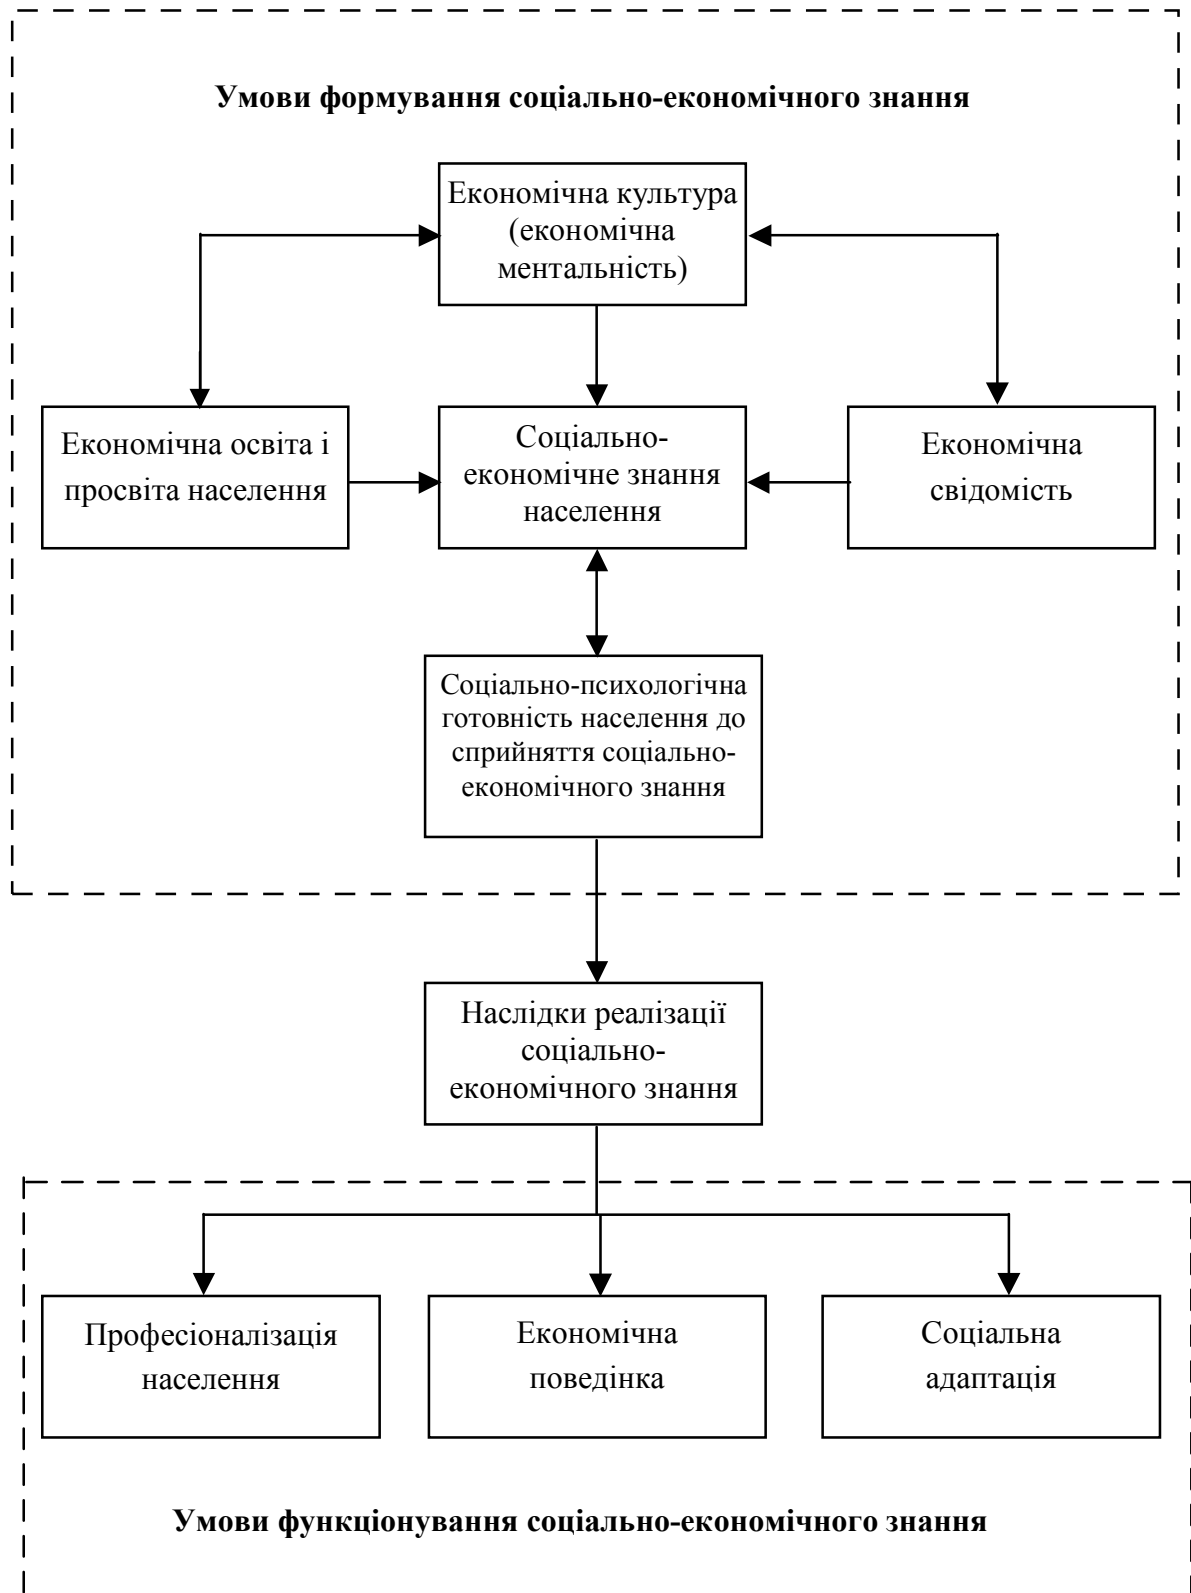 Умови формування соціально-економічного знання
Економічна культура
(економічна
ментальність)
Економічна освіта і
просвіта населення
Соціально-
економічне знання
населення
Економічна
свідомість
Соціально-психологічна
готовність населення до
сприйняття соціально-
економічного знання
Наслідки реалізації
соціально-
економічного знання
Професіоналізація
населення
Економічна
поведінка
Соціальна
адаптація
Умови функціонування соціально-економічного знання